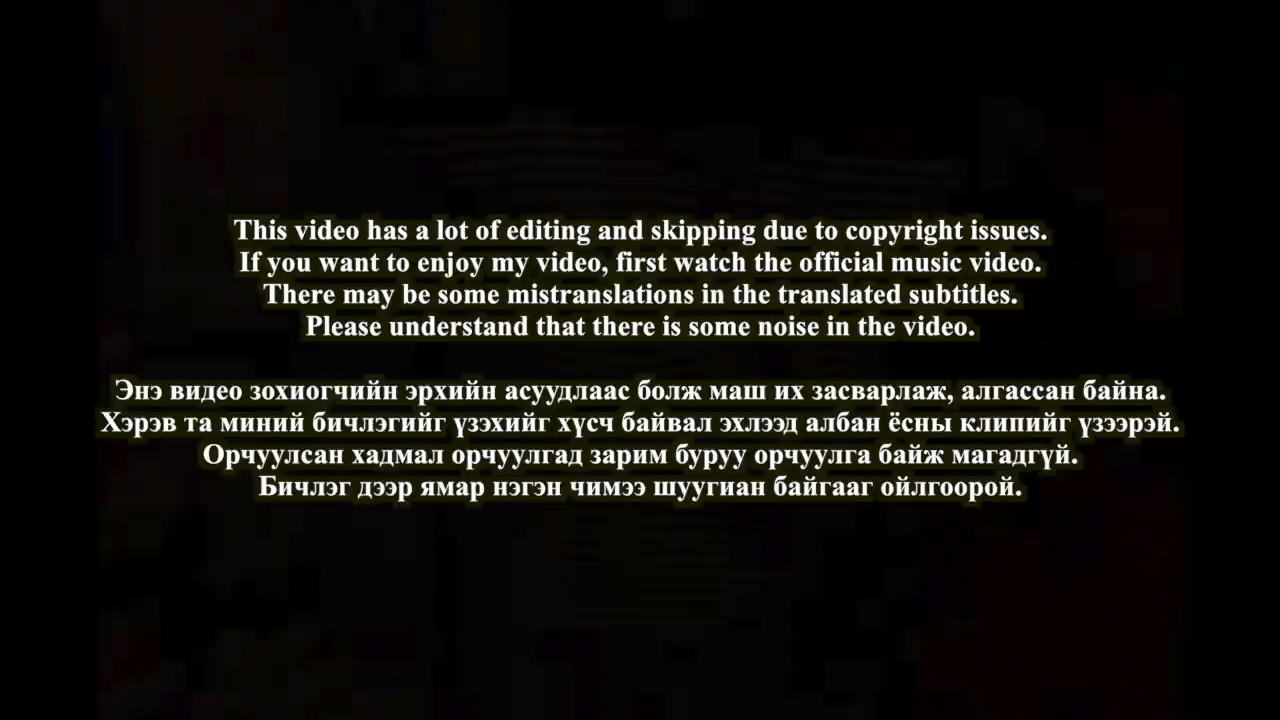 This video has a lot of editing and skipping due to copyright issues.
If you want to enjoy my video, first watch the official music video.
There may be some mistranslations in the translated subtitles.
Please understand that there is some noise in the video.
Энэ видео зохиогчийн эрхийн асуудлаас болж маш их засварлаж, алгассан байна.
Хэрэв та миний бичлэгийг үзэхийг хүсч байвал эхлээд албан ёсны клипийг үзээрэй.
Орчуулсан хадмал орчуулгад зарим буруу орчуулга байж магадгүй.
Бичлэг дээр ямар нэгэн чимээ шуугиан байгааг ойлгоорой.